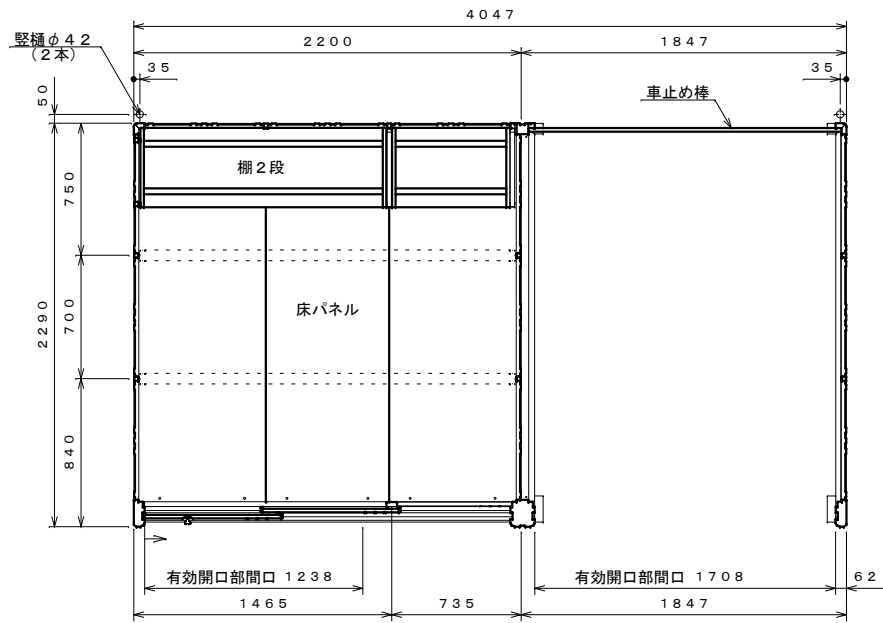 ４０４７
２２００
１８４７
竪樋φ４２
（２本）
３５
３５
５０
車止め棒
棚２段
７５０
床パネル
２２９０
７００
８４０
有効開口部間口 １２３８
有効開口部間口 １７０８
６２
１４６５
７３５
１８４７